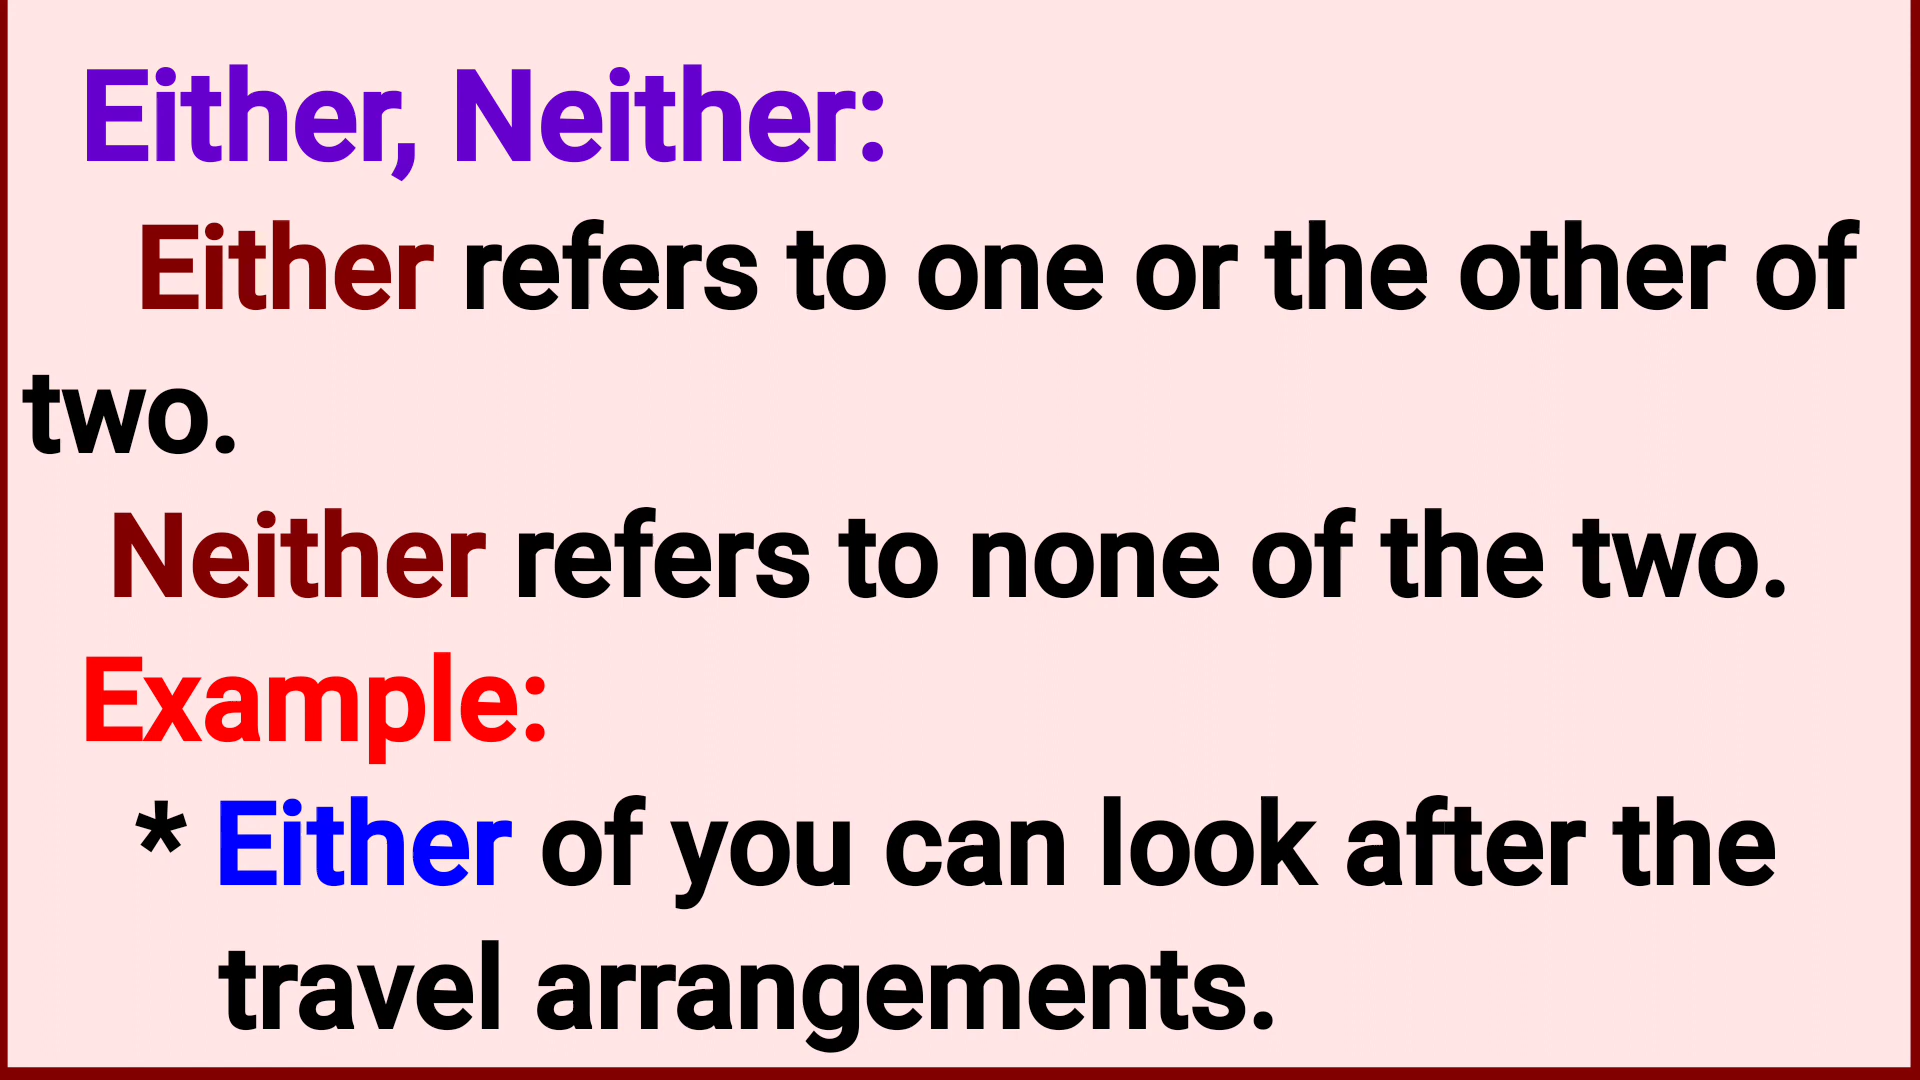 Either, Neither:
Either refers to one or the other of
two.
Neither refers to none of the two.
Example:
* Either of you can look after the
travel arrangements.